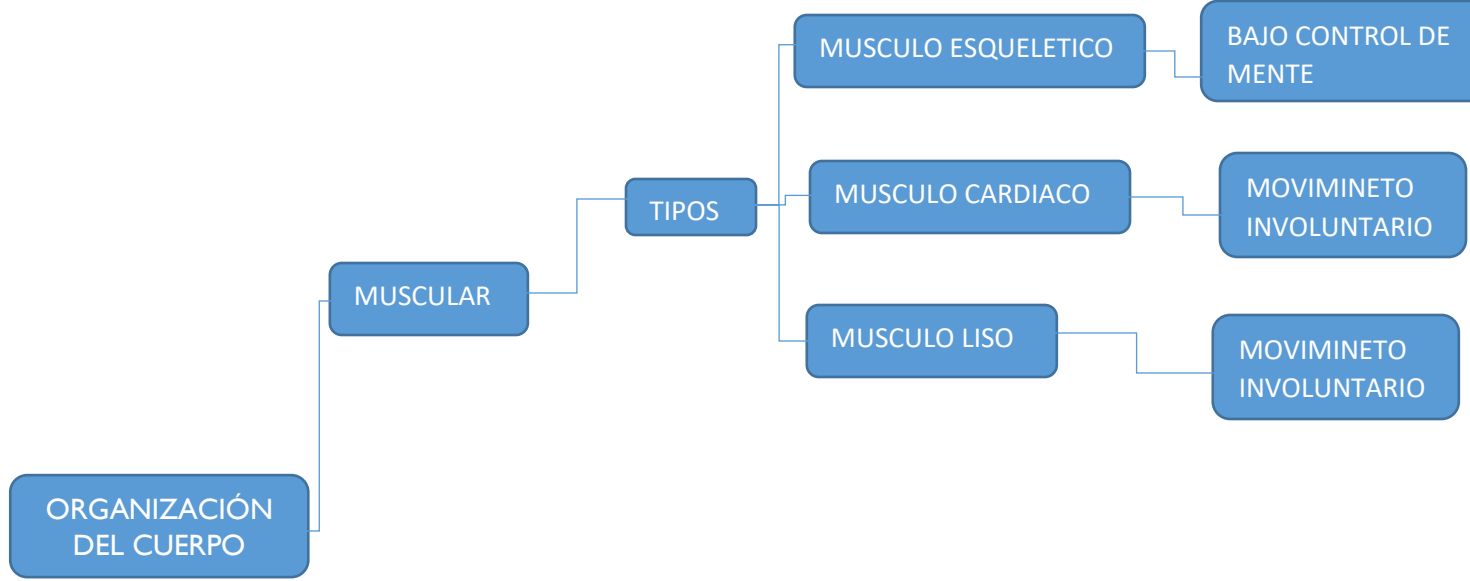 MUSCULO ESQUELETICO
BAJO CONTROL DE
MENTE
MUSCULO CARDIACO
MOVIMINETO
INVOLUNTARIO
TIPOS
MUSCULAR
MUSCULO LISO
MOVIMINETO
INVOLUNTARIO
ORGANIZACIÓN
DEL CUERPO